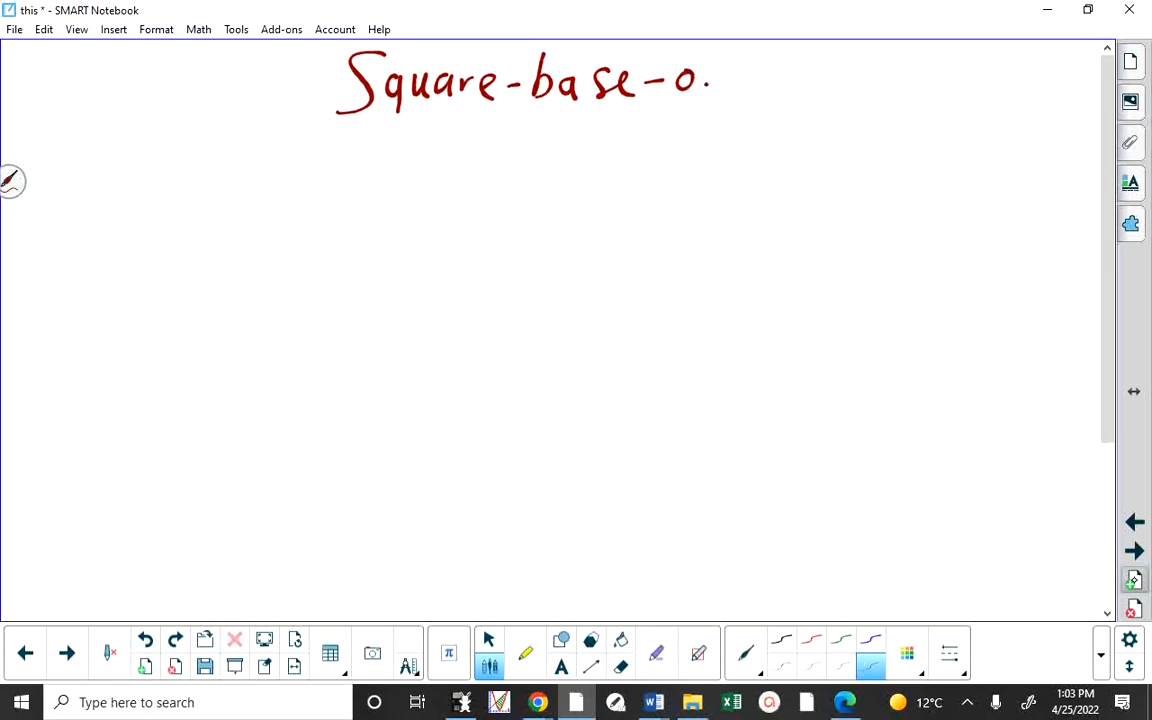 this * - SMART Notebook
File Edit View Insert Format Math Tools Add-ons Account Help
Square-base-o.
A
π
A
A
Type here to search
12°C
1:03 PM
4/25/2022